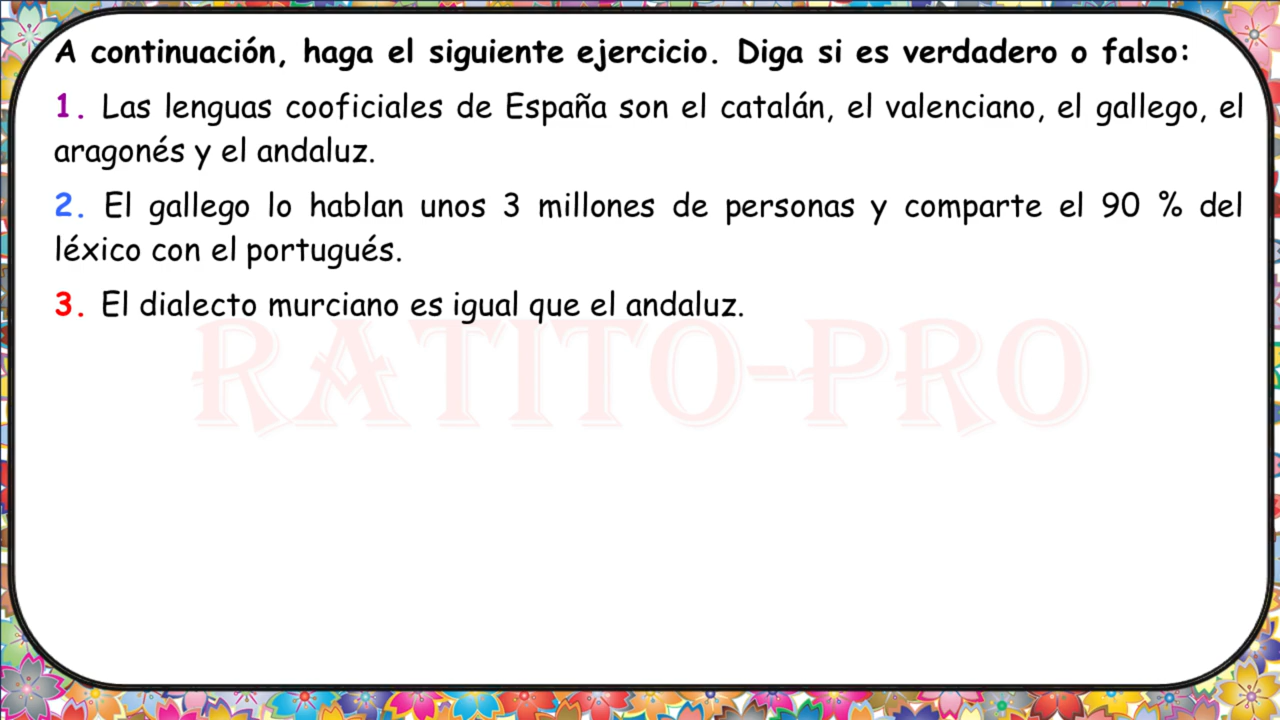 A continuación, haga el siguiente ejercicio. Diga si es verdadero o falso:
1. Las lenguas cooficiales de España son el catalán, el valenciano, el gallego, el
aragonés y el andaluz.
2. El gallego lo hablan unos 3 millones de personas y comparte el 90 % del
léxico con el portugués.
3. El dialecto murciano es igual que el andaluz.
RATITO-PRO